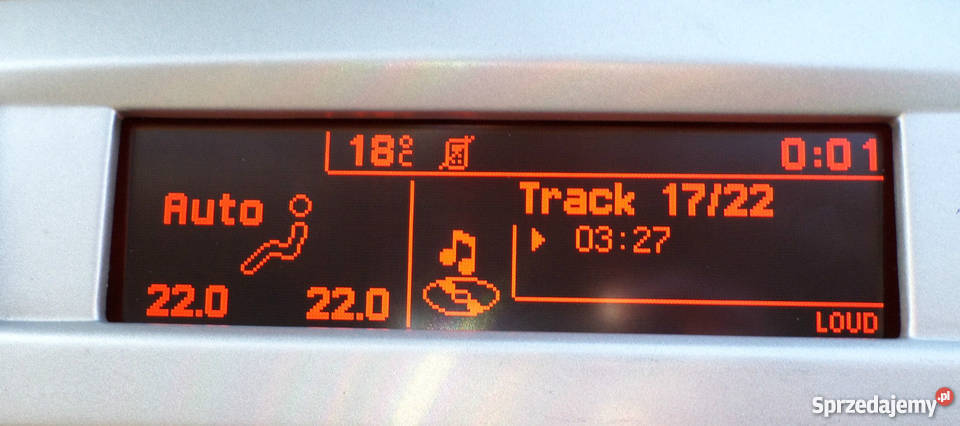 18°C 0:01
Auto
Track 17/22
03:27
22.0 22.0
LOUD
Sprzedajemy.pl